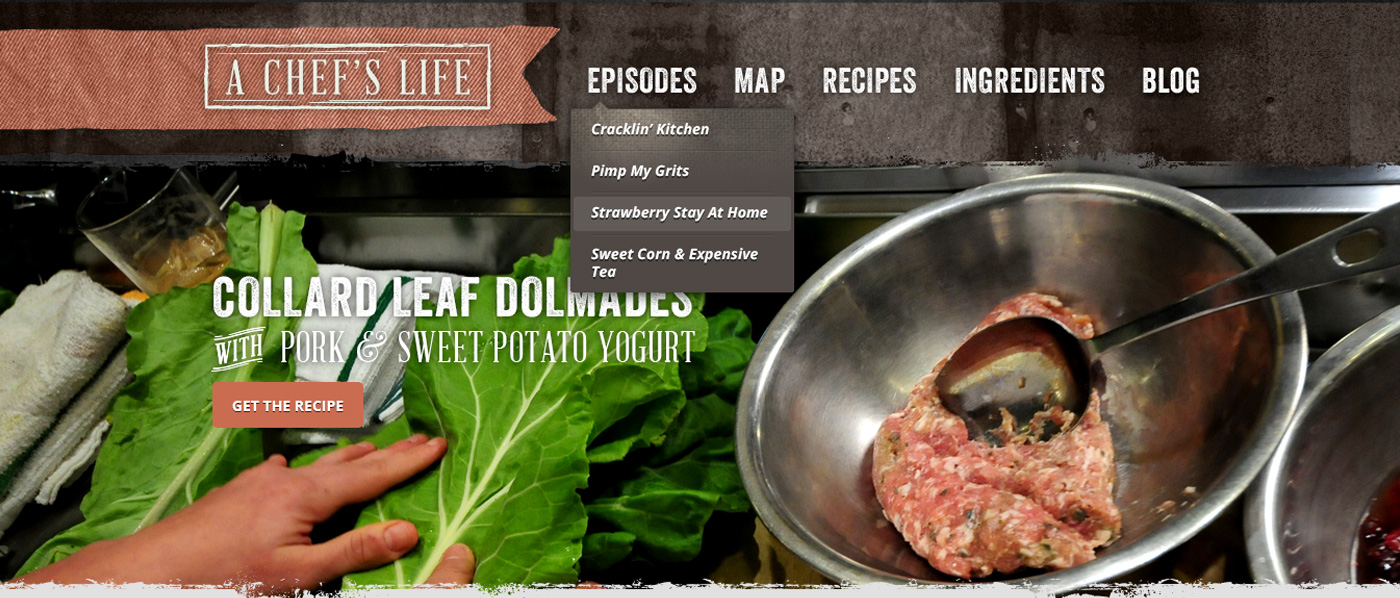 A CHEF'S LIFE
EPISODES MAP RECIPES INGREDIENTS BLOG
Cracklin' Kitchen
Pimp My Grits
Strawberry Stay At Home
Sweet Corn & Expensive
Tea
COLLARD LEAF DOLMADES
WITH PORK & SWEET POTATO YOGURT
GET THE RECIPE